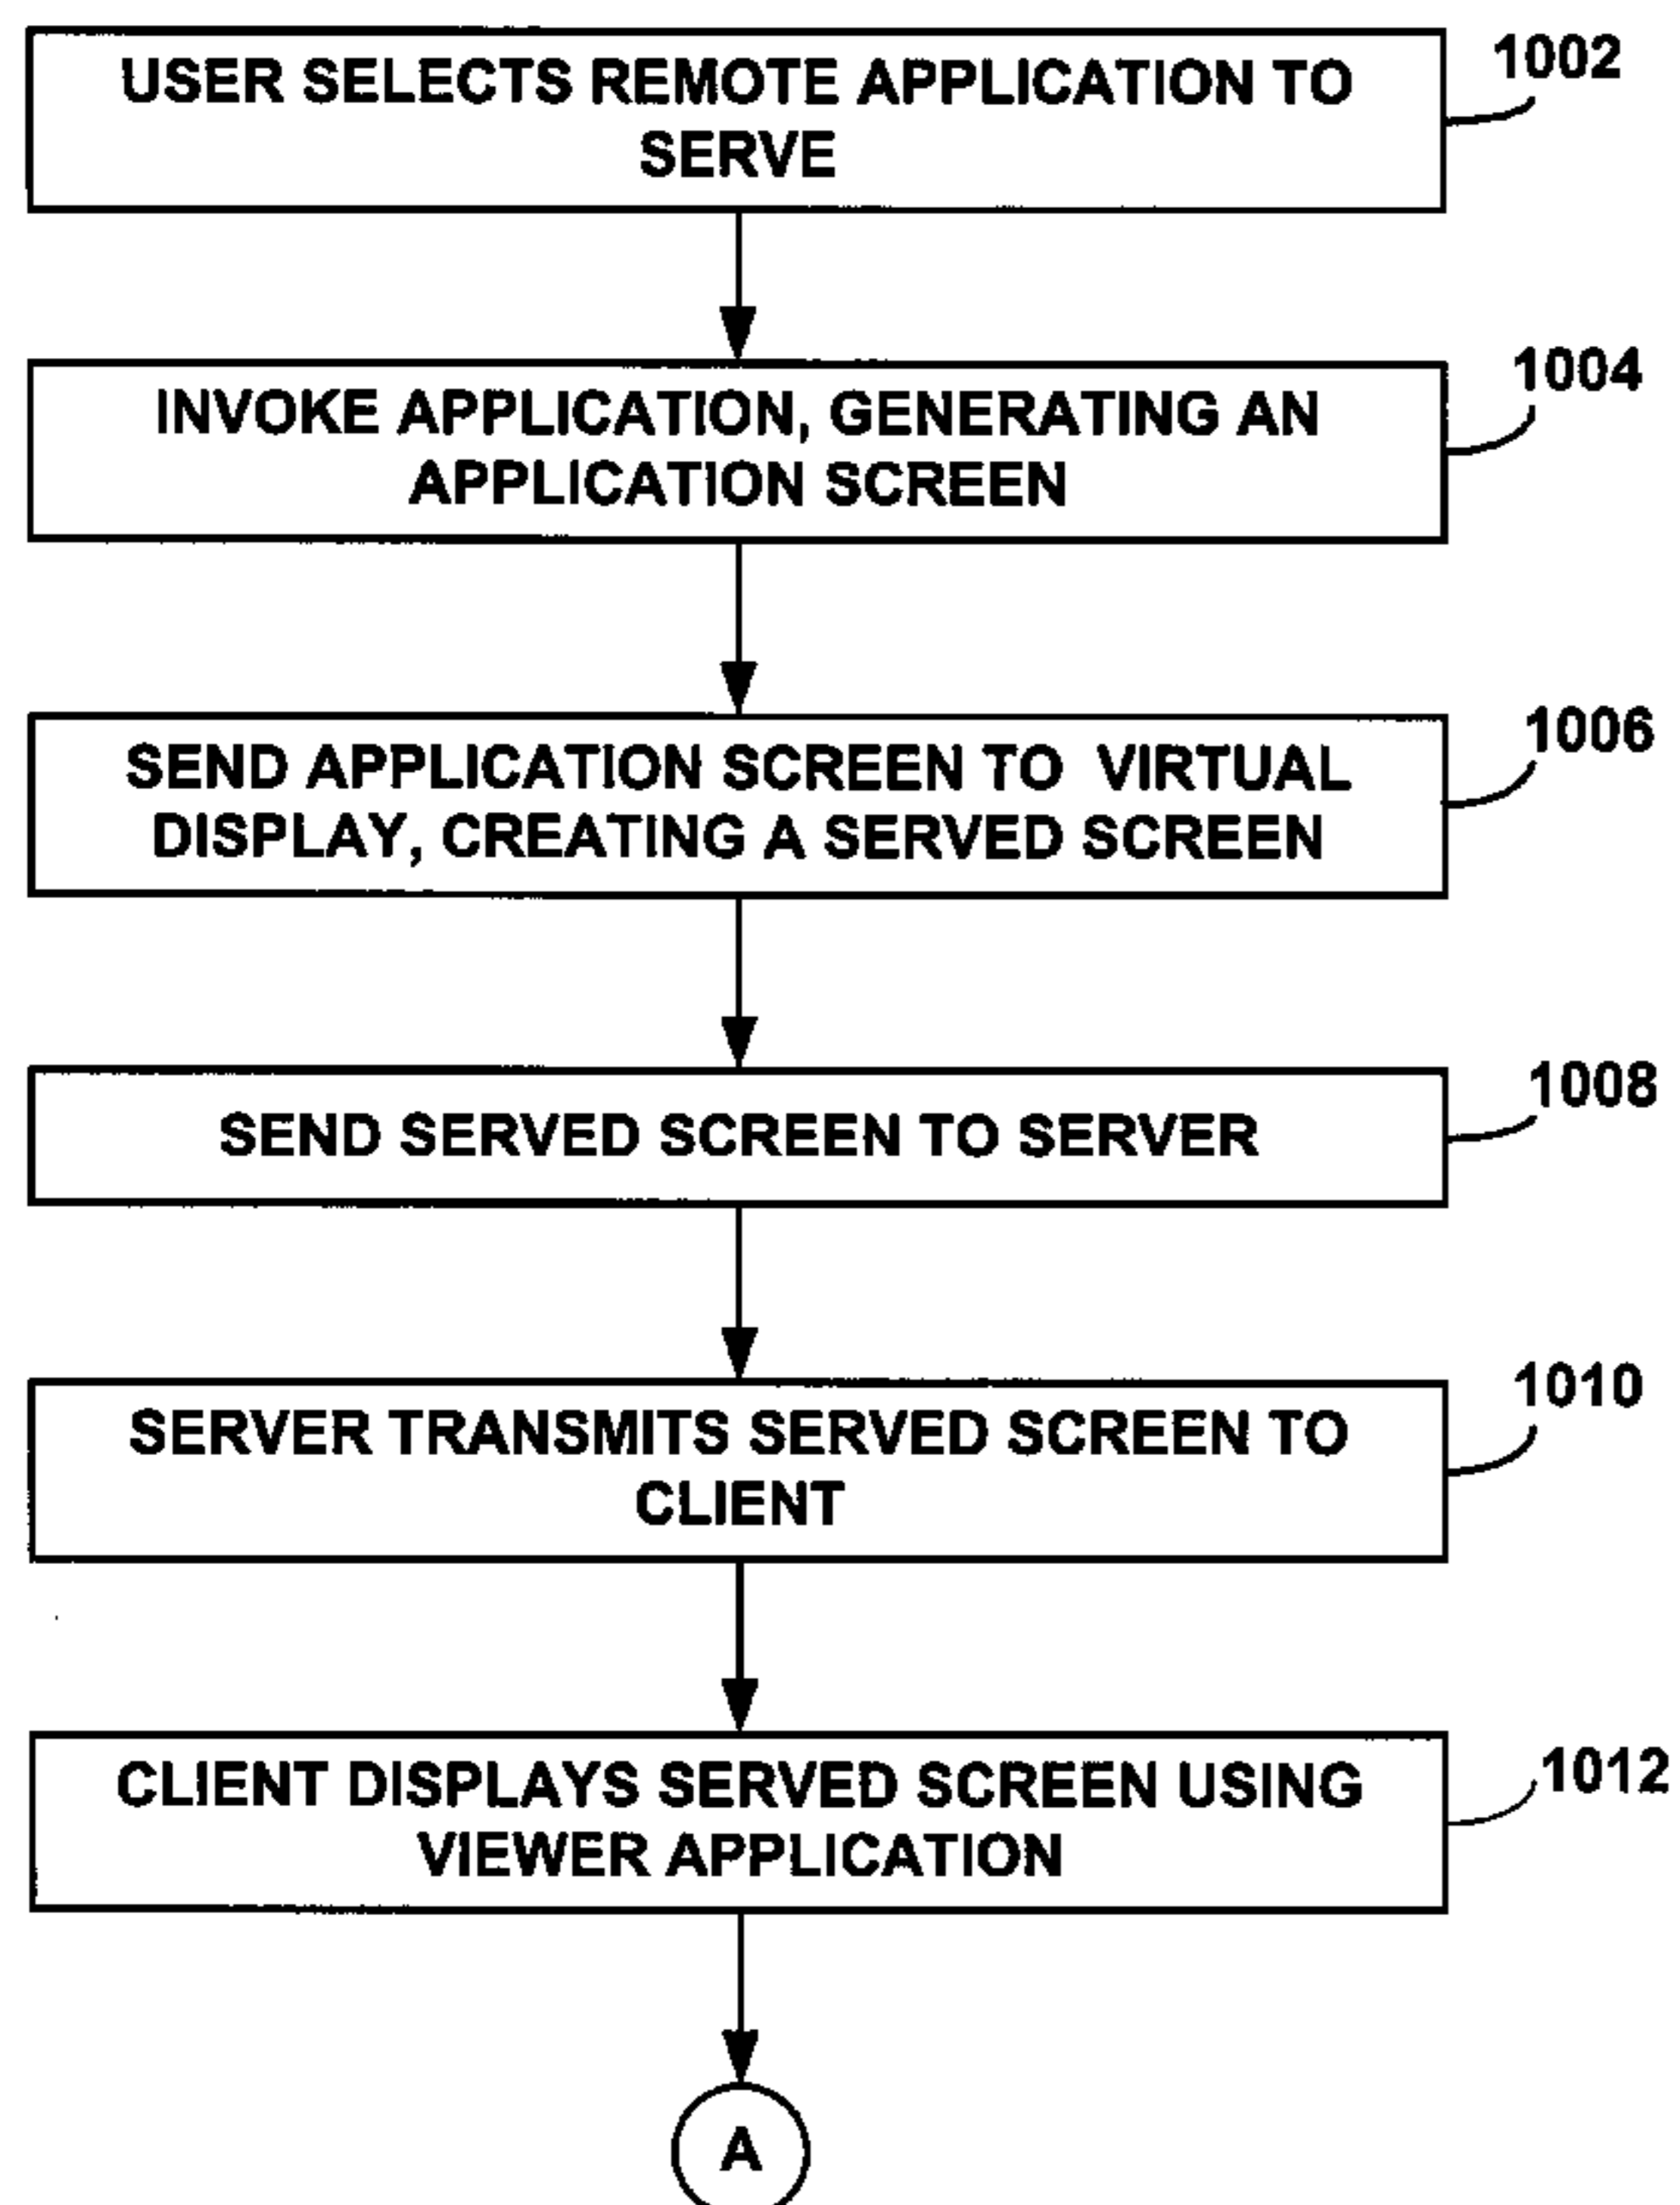 1002
USER SELECTS REMOTE APPLICATION TO
SERVE
1004
INVOKE APPLICATION, GENERATING AN
APPLICATION SCREEN
1006
SEND APPLICATION SCREEN TO VIRTUAL
DISPLAY, CREATING A SERVED SCREEN
1008
SEND SERVED SCREEN TO SERVER
1010
SERVER TRANSMITS SERVED SCREEN TO
CLIENT
1012
CLIENT DISPLAYS SERVED SCREEN USING
VIEWER APPLICATION
A